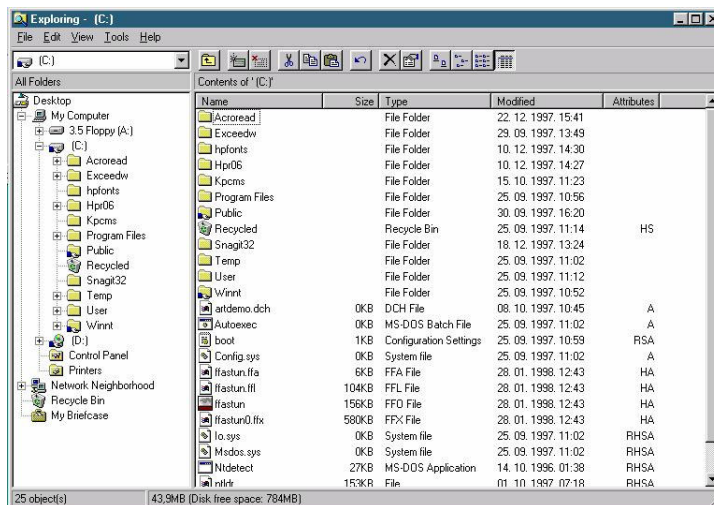 Exploring - (C:)
File Edit View Tools Help
(C:)
All Folders
Contents of ' (C:)'
Desktop
My Computer
3.5 Floppy (A:)
(C:)
Acroread
Exceedw
hpfonts
Hpr06
Kpcms
Program Files
Public
Recycled
Snagit32
Temp
User
Winnt
(D:)
Control Panel
Printers
Network Neighborhood
Recycle Bin
My Briefcase
Name Size Type Modified Attributes
Acroread File Folder 22. 12. 1997. 15:41
Exceedw File Folder 29. 09. 1997. 13:49
hpfonts File Folder 10. 12. 1997. 14:30
Hpr06 File Folder 10. 12. 1997. 14:27
Kpcms File Folder 15. 10. 1997. 11:23
Program Files File Folder 25. 09. 1997. 10:56
Public File Folder 30. 09. 1997. 16:20
Recycled Recycle Bin 25. 09. 1997. 11:14 HS
Snagit32 File Folder 18. 12. 1997. 13:24
Temp File Folder 25. 09. 1997. 11:02
User File Folder 25. 09. 1997. 11:12
Winnt File Folder 25. 09. 1997. 10:52
artdemo.dch 0KB DCH File 08. 10. 1997. 10:45 A
Autoexec 0KB MS-DOS Batch File 25. 09. 1997. 11:02 A
boot 1KB Configuration Settings 25. 09. 1997. 10:59 RSA
Config.sys 0KB System file 25. 09. 1997. 11:02 A
ffastun.ffa 6KB FFA File 28. 01. 1998. 12:43 HA
ffastun.ffl 104KB FFL File 28. 01. 1998. 12:43 HA
ffastun 156KB FFO File 28. 01. 1998. 12:43 HA
ffastun0.ffx 580KB FFX File 28. 01. 1998. 12:43 HA
Io.sys 0KB System file 25. 09. 1997. 11:02 RHSA
Msdos.sys 0KB System file 25. 09. 1997. 11:02 RHSA
Ntdetect 27KB MS-DOS Application 14. 10. 1996. 01:38 RHSA
ntldr 153KB File 01. 10. 1997. 07:18 RHSA
25 object(s)
43,9MB (Disk free space: 784MB)